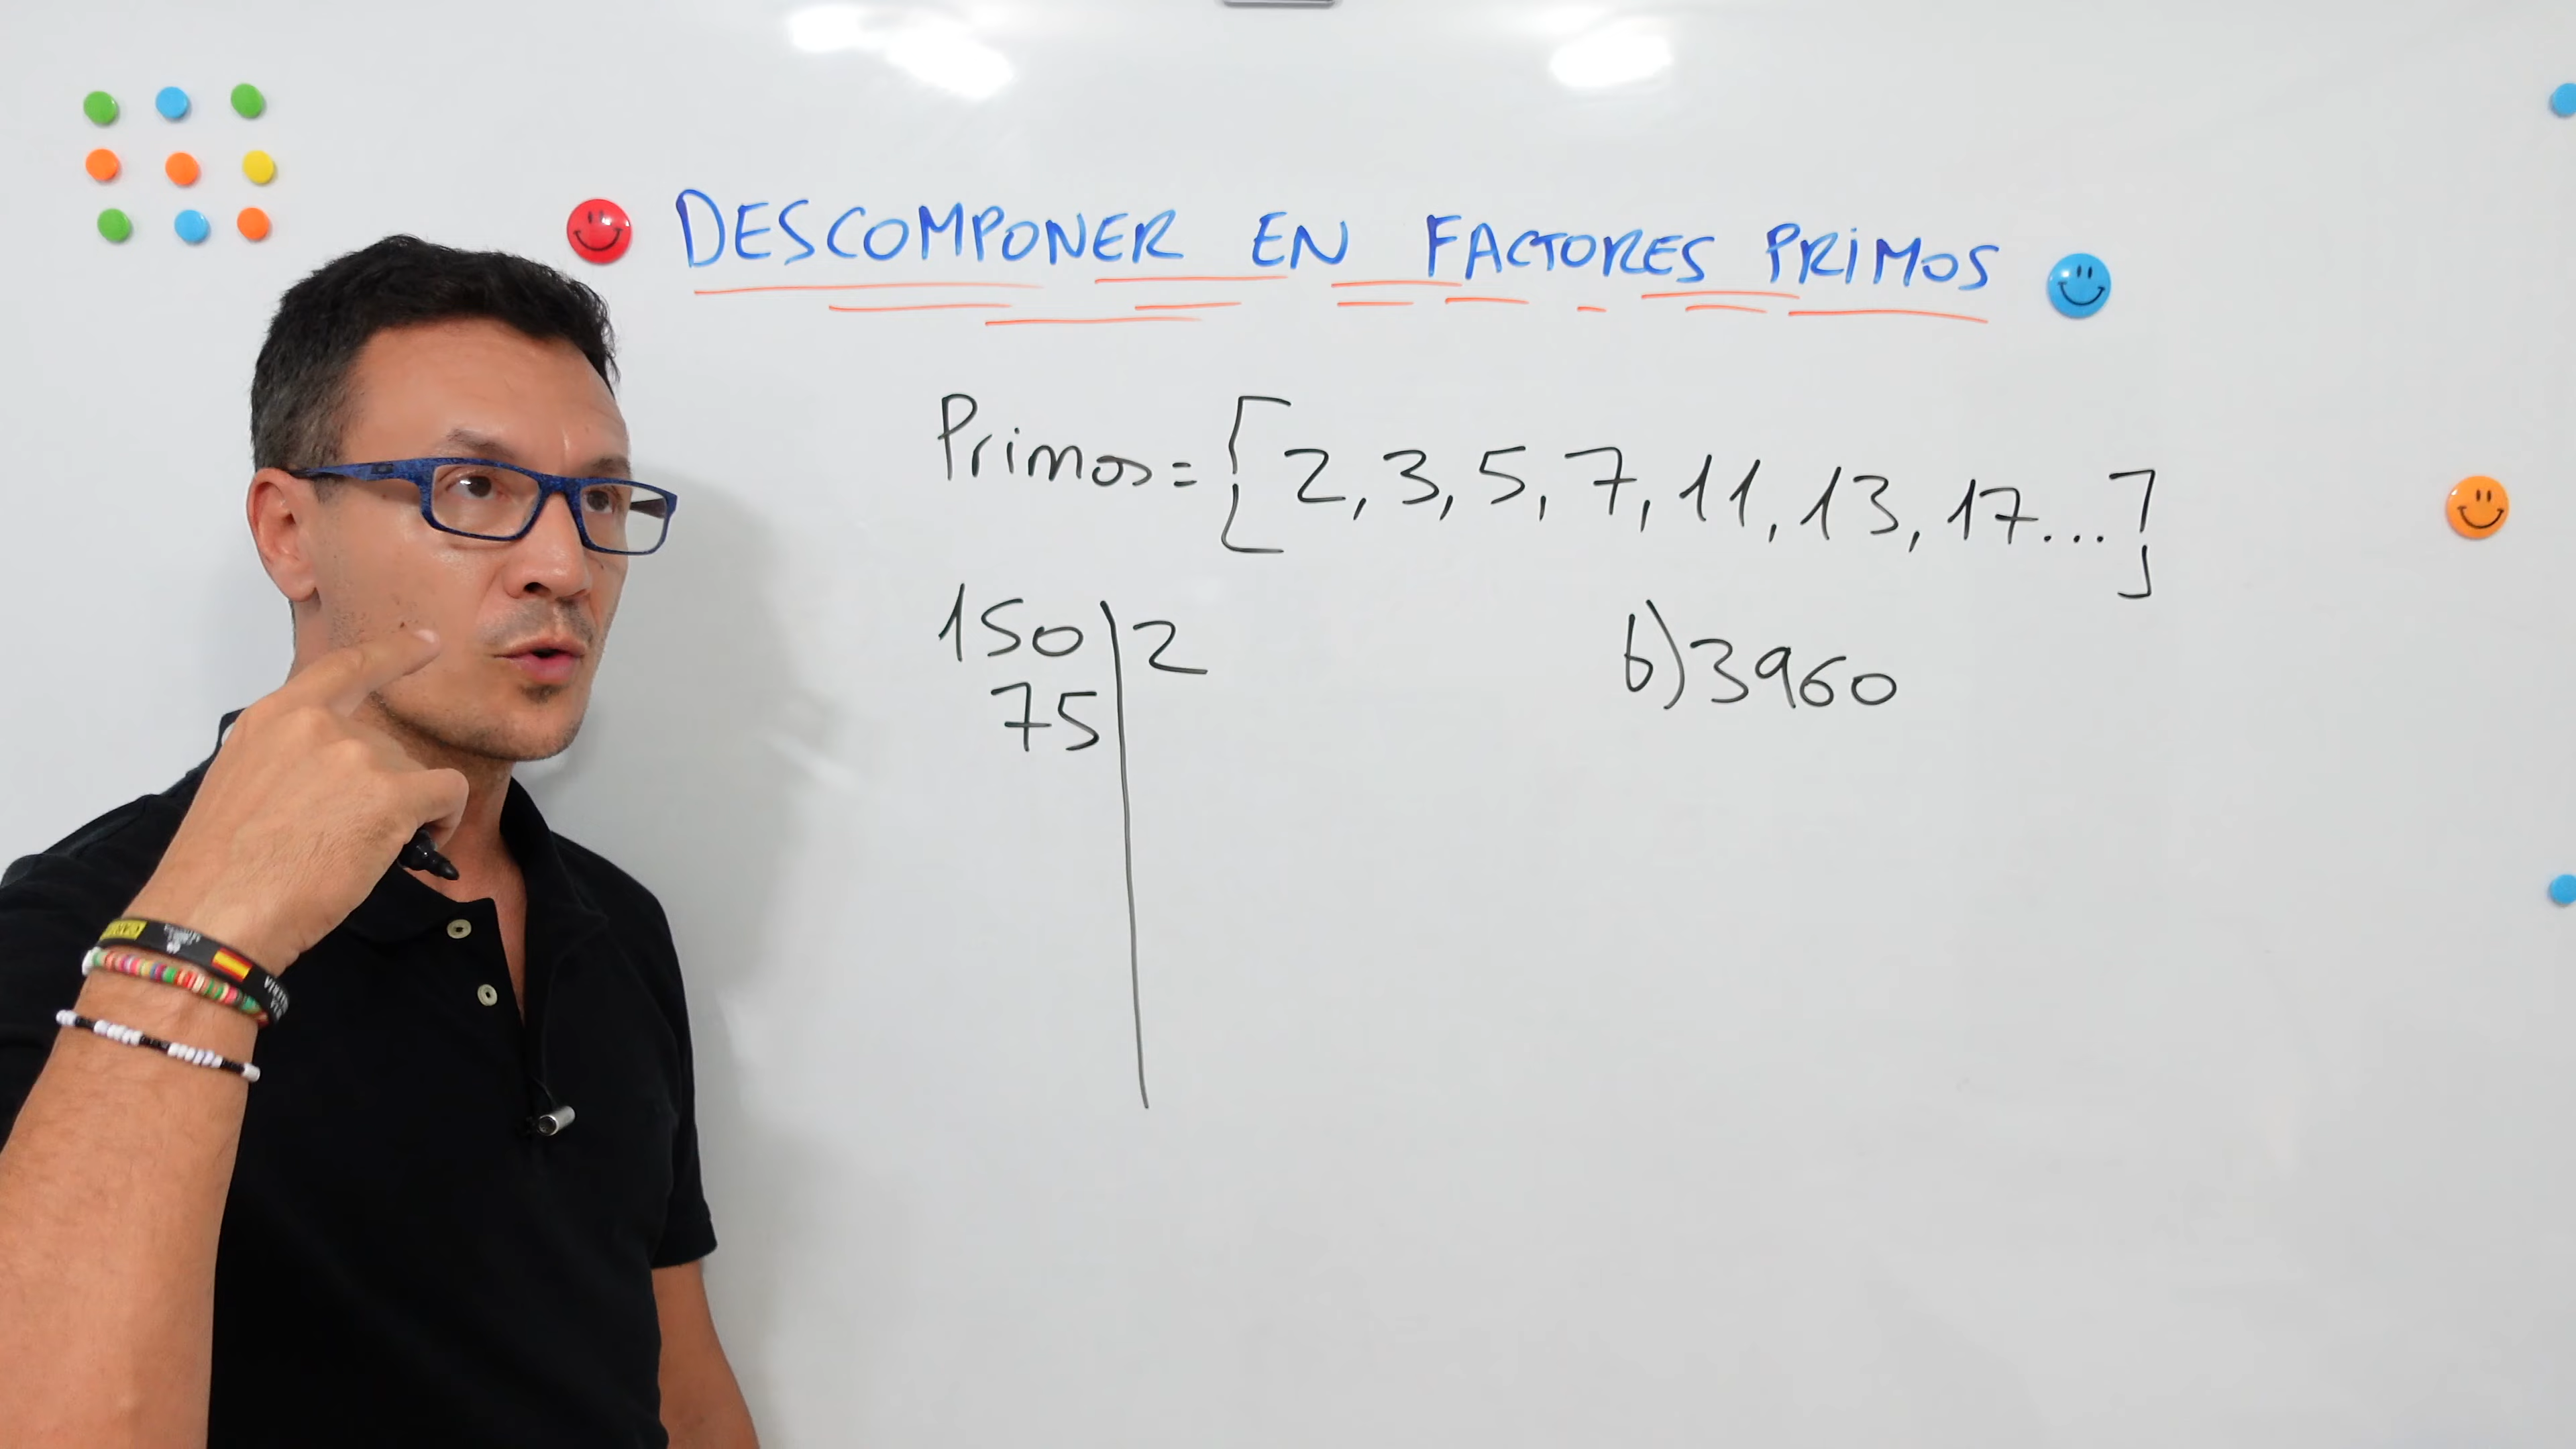 DESCOMPONER EN FACTORES PRIMOS
Primos = [2, 3, 5, 7, 11, 13, 17...]
150 | 2
75
b) 3960